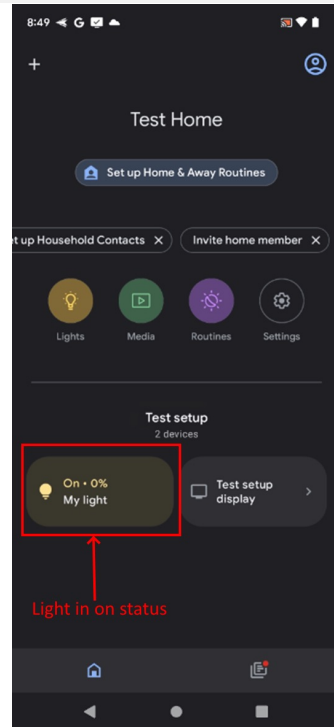 8:49
Test Home
Set up Home & Away Routines
et up Household Contacts X
Invite home member X
Lights
Media
Routines
Settings
Test setup
2 devices
On • 0%
My light
Test setup
display
Light in on status